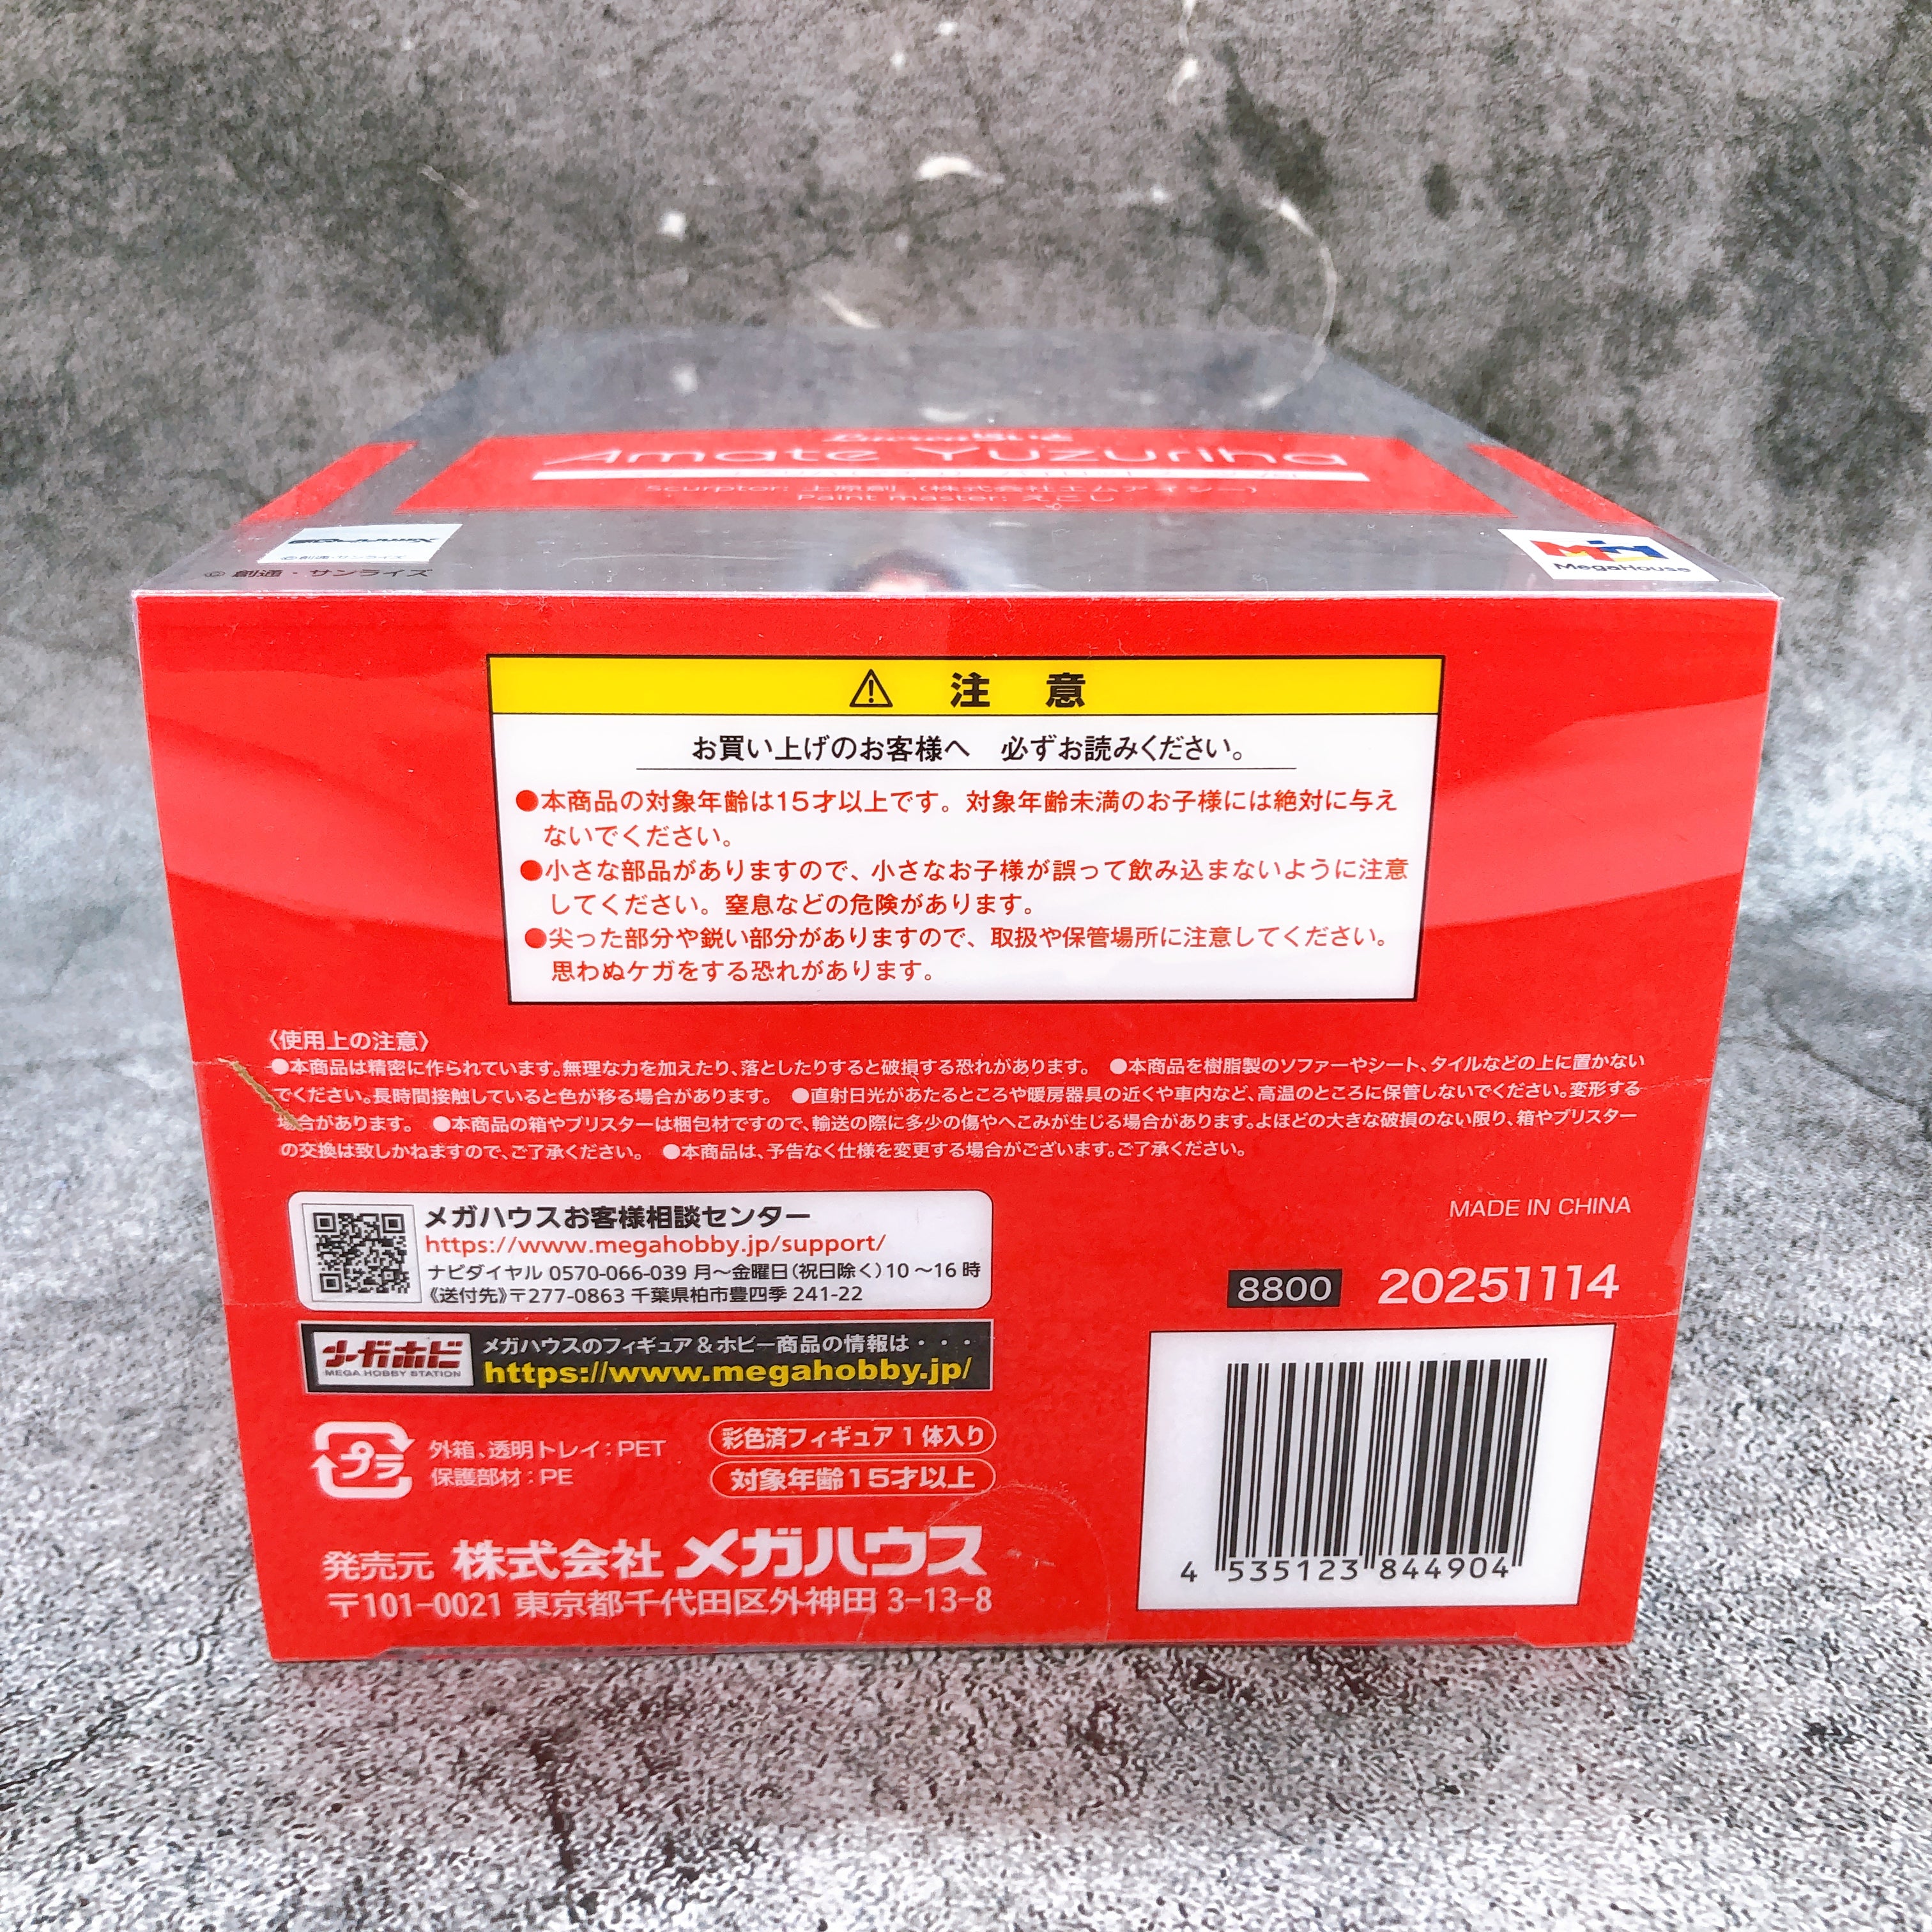 Amate Yuzuriha
Sculptor: 上原創 (株式会社エムアイシー)
Paint master: えこし
©創通・サンライズ
© 創通・サンライズ
MegaHouse
注 意
お買い上げのお客様へ 必ずお読みください。
●本商品の対象年齢は15才以上です。対象年齢未満のお子様には絶対に与え
ないでください。
●小さな部品がありますので、小さなお子様が誤って飲み込まないように注意
してください。窒息などの危険があります。
●尖った部分や鋭い部分がありますので、取扱や保管場所に注意してください。
思わぬケガをする恐れがあります。
〈使用上の注意〉
●本商品は精密に作られています。無理な力を加えたり、落としたりすると破損する恐れがあります。 ●本商品を樹脂製のソファーやシート、タイルなどの上に置かない
でください。長時間接触していると色が移る場合があります。 ●直射日光があたるところや暖房器具の近くや車内など、高温のところに保管しないでください。変形する
場合があります。 ●本商品の箱やブリスターは梱包材ですので、輸送の際に多少の傷やへこみが生じる場合があります。よほどの大きな破損のない限り、箱やブリスター
の交換は致しかねますので、ご了承ください。 ●本商品は、予告なく仕様を変更する場合がございます。ご了承ください。
メガハウスお客様相談センター
https://www.megahobby.jp/support/
ナビダイヤル 0570-066-039 月〜金曜日(祝日除く)10〜16時
《送付先》〒277-0863 千葉県柏市豊四季 241-22
MADE IN CHINA
8800 20251114
メガホビ
MEGA HOBBY STATION
メガハウスのフィギュア&ホビー商品の情報は・・・
https://www.megahobby.jp/
プラ
外箱、透明トレイ:PET
保護部材:PE
彩色済フィギュア1体入り
対象年齢15才以上
発売元 株式会社 メガハウス
〒101-0021 東京都千代田区外神田 3-13-8
4 535123 844904